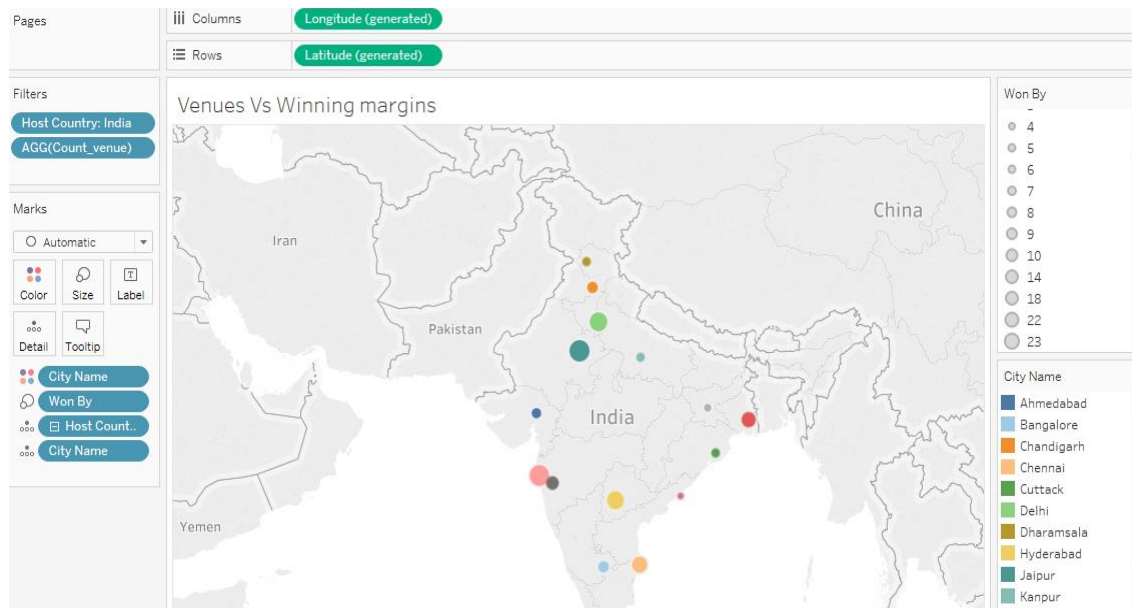 Pages
iii Columns
Longitude (generated)
Rows
Latitude (generated)
Filters
Host Country: India
AGG(Count_venue)
Marks
Automatic
Color
Size
Label
Detail
Tooltip
City Name
Won By
Host Count..
City Name
Venues Vs Winning margins
Iran
China
Pakistan
India
Yemen
Won By
4
5
6
7
8
9
10
14
18
22
23
City Name
Ahmedabad
Bangalore
Chandigarh
Chennai
Cuttack
Delhi
Dharamsala
Hyderabad
Jaipur
Kanpur